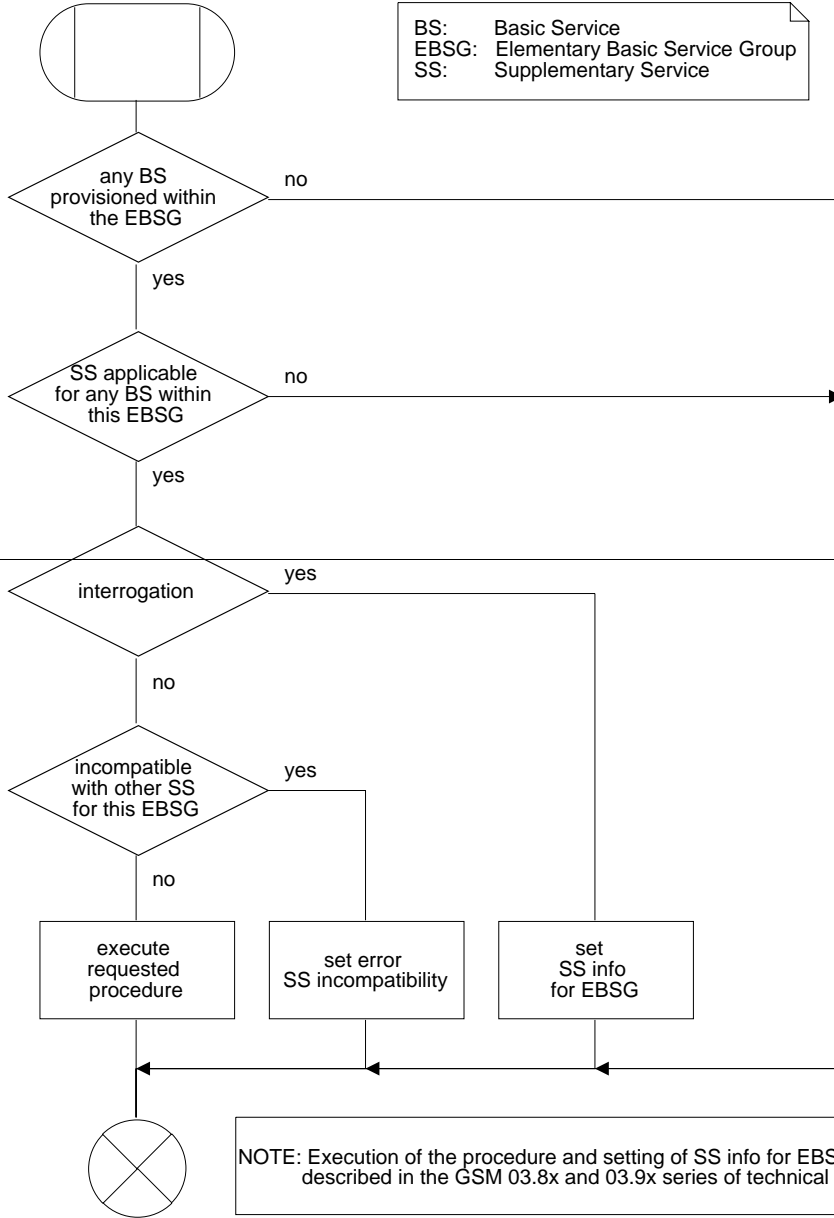 BS: Basic Service
EBSG: Elementary Basic Service Group
SS: Supplementary Service
any BS
provisioned within
the EBSG
no
yes
SS applicable
for any BS within
this EBSG
no
yes
interrogation
yes
no
incompatible
with other SS
for this EBSG
yes
no
execute
requested
procedure
set error
SS incompatibility
set
SS info
for EBSG
NOTE: Execution of the procedure and setting of SS info for
described in the GSM 03.8x and 03.9x series of technical